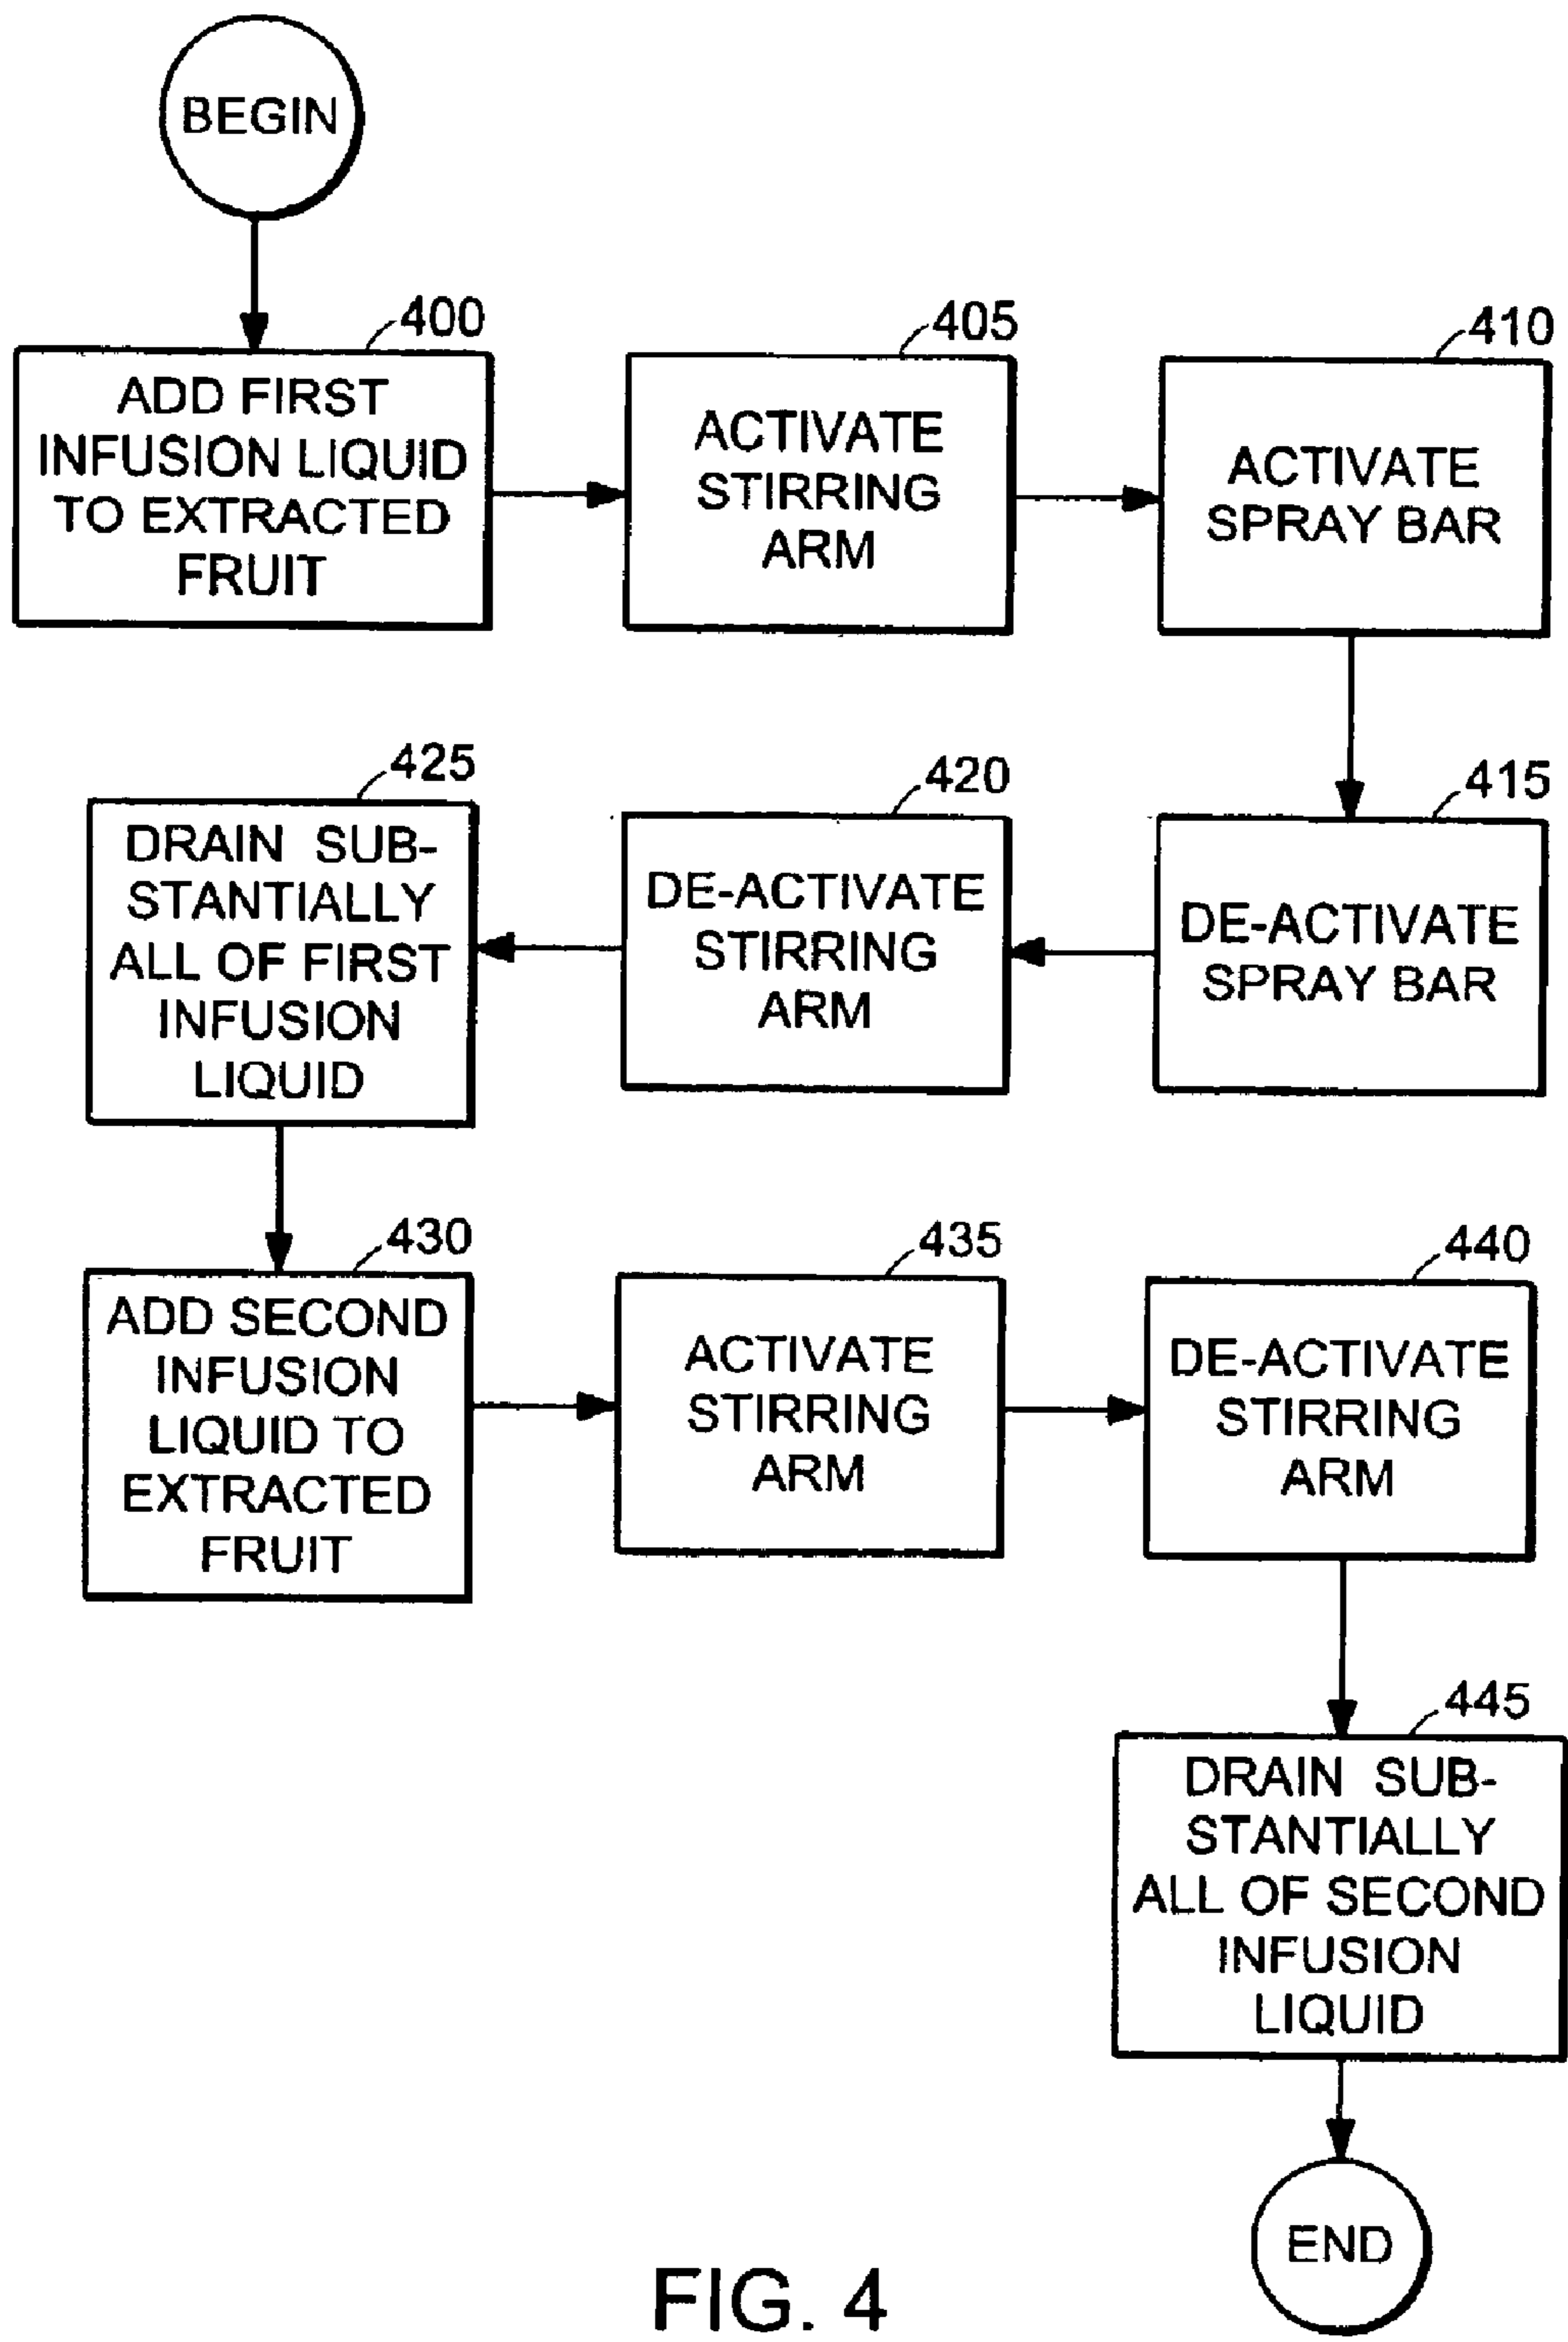 BEGIN
400
ADD FIRST
INFUSION LIQUID
TO EXTRACTED
FRUIT
405
ACTIVATE
STIRRING
ARM
410
ACTIVATE
SPRAY BAR
415
DE-ACTIVATE
SPRAY BAR
420
DE-ACTIVATE
STIRRING
ARM
425
DRAIN SUB-
STANTIALLY
ALL OF FIRST
INFUSION
LIQUID
430
ADD SECOND
INFUSION
LIQUID TO
EXTRACTED
FRUIT
435
ACTIVATE
STIRRING
ARM
440
DE-ACTIVATE
STIRRING
ARM
445
DRAIN SUB-
STANTIALLY
ALL OF SECOND
INFUSION
LIQUID
END
FIG. 4